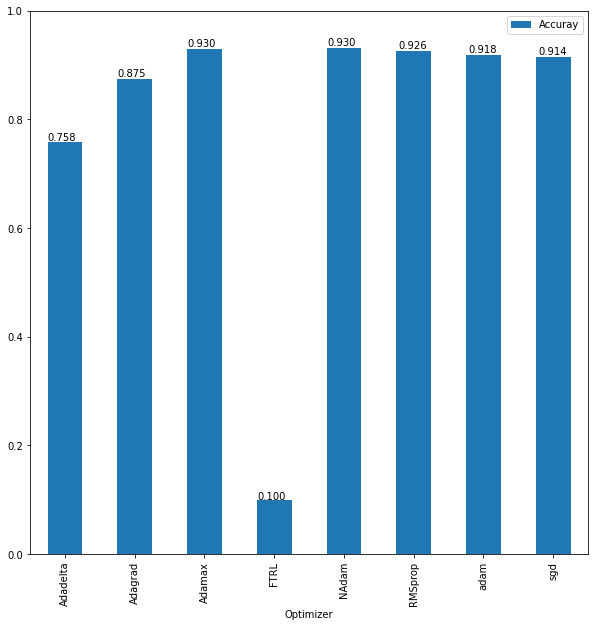 Accuray
1.0
0.8
0.6
0.4
0.2
0.0
0.758
0.875
0.930
0.100
0.930
0.926
0.918
0.914
Adadelta
Adagrad
Adamax
FTRL
NAdam
RMSprop
adam
sgd
Optimizer